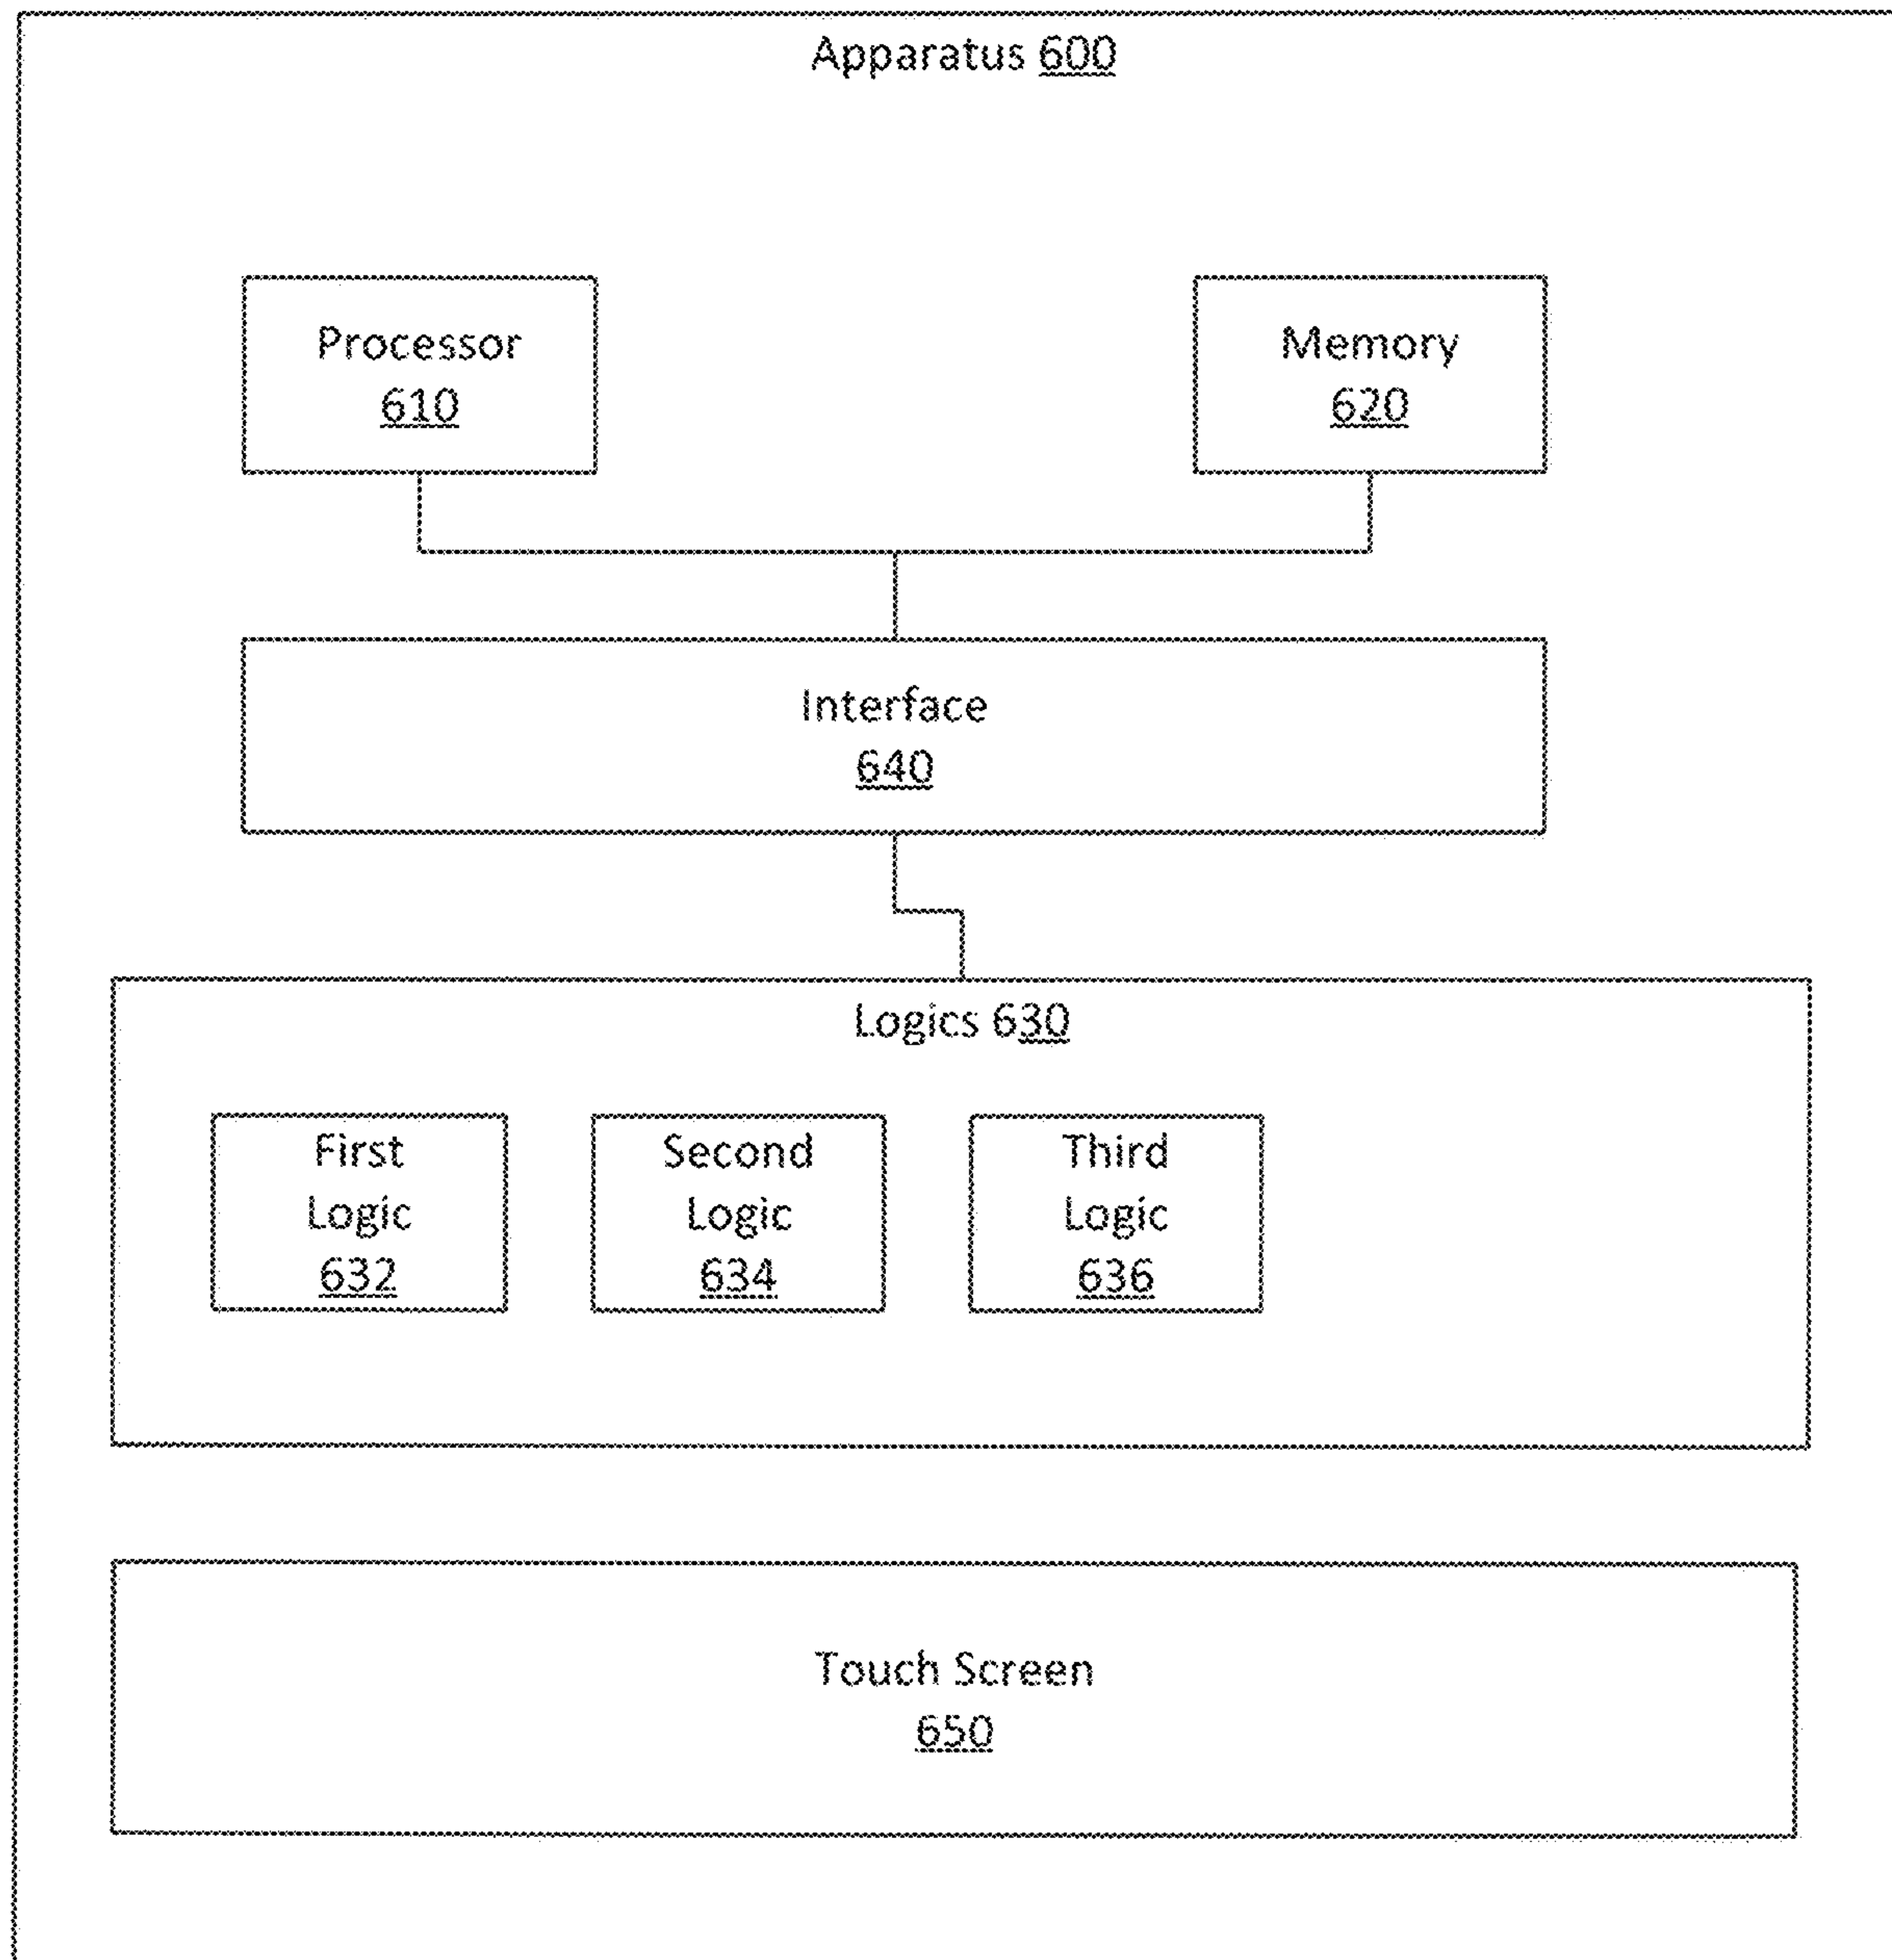 Apparatus 600
Processor
610
Memory
620
Interface
640
Logics 630
First
Logic
632
Second
Logic
634
Third
Logic
636
Touch Screen
650